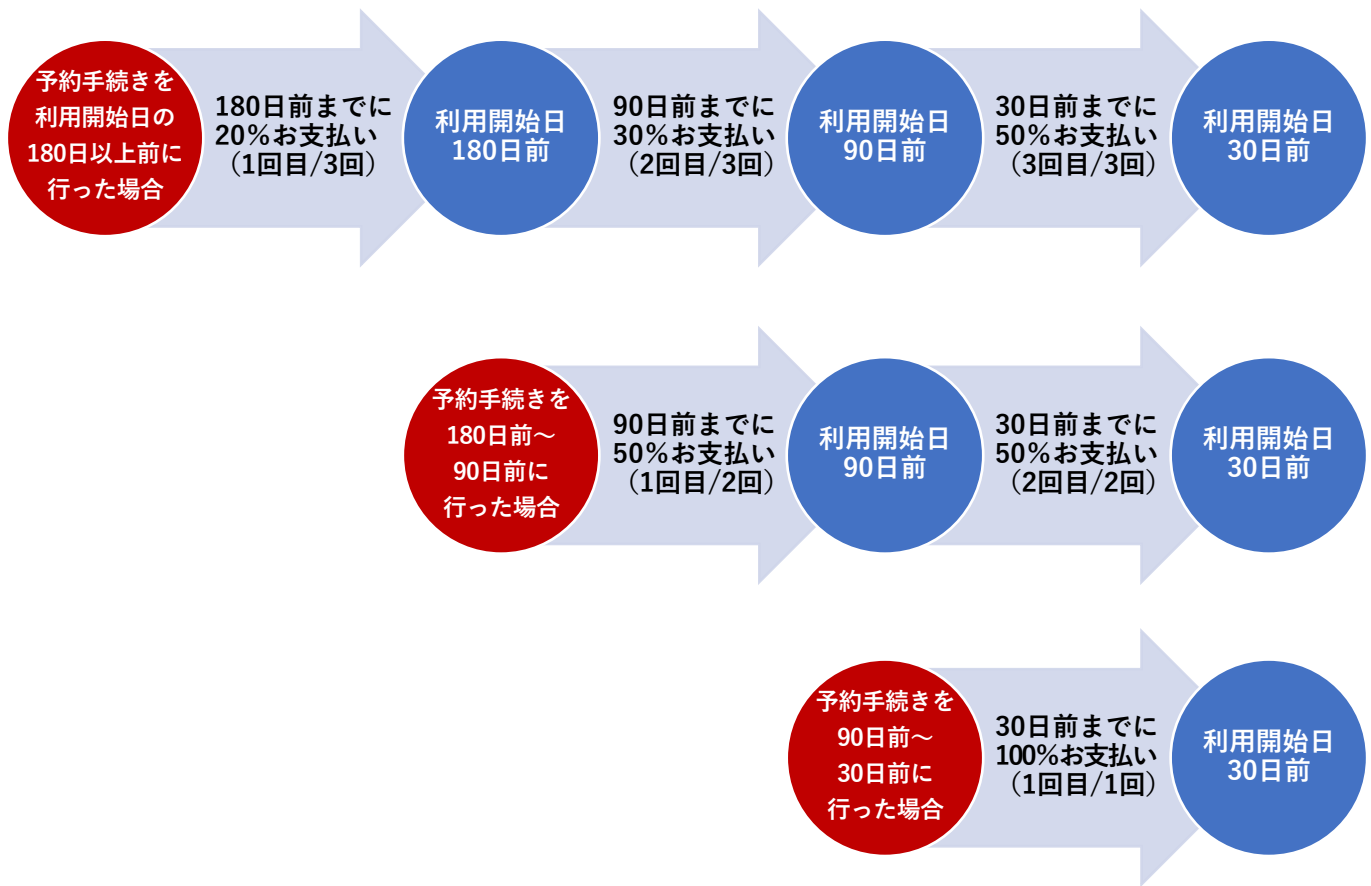 予約手続きを
利用開始日の
180日以上前に
行った場合
180日前までに
20%お支払い
（1回目/3回）
利用開始日
180日前
90日前までに
30%お支払い
（2回目/3回）
利用開始日
90日前
30日前までに
50%お支払い
（3回目/3回）
利用開始日
30日前
予約手続きを
180日前～
90日前に
行った場合
90日前までに
50%お支払い
（1回目/2回）
利用開始日
90日前
30日前までに
50%お支払い
（2回目/2回）
利用開始日
30日前
予約手続きを
90日前～
30日前に
行った場合
30日前までに
100%お支払い
（1回目/1回）
利用開始日
30日前